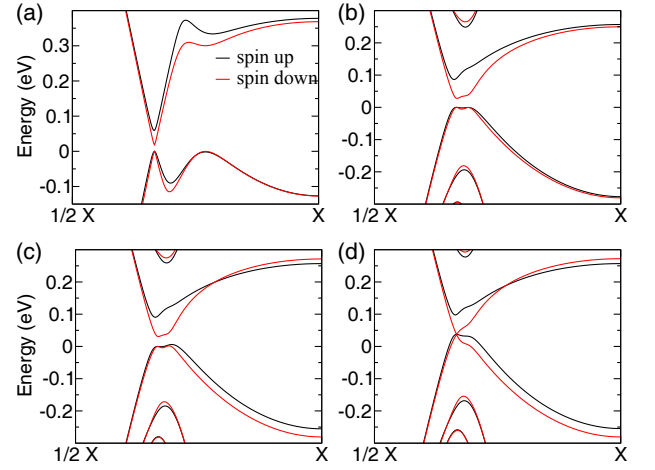 (a)
(b)
0.3
0.2
0.1
0
-0.1
Energy (eV)
spin up
spin down
1/2 X
X
0.2
0.1
0
-0.1
-0.2
1/2 X
X
(c)
(d)
0.2
0.1
0
-0.1
-0.2
Energy (eV)
1/2 X
X
0.2
0.1
0
-0.1
-0.2
1/2 X
X